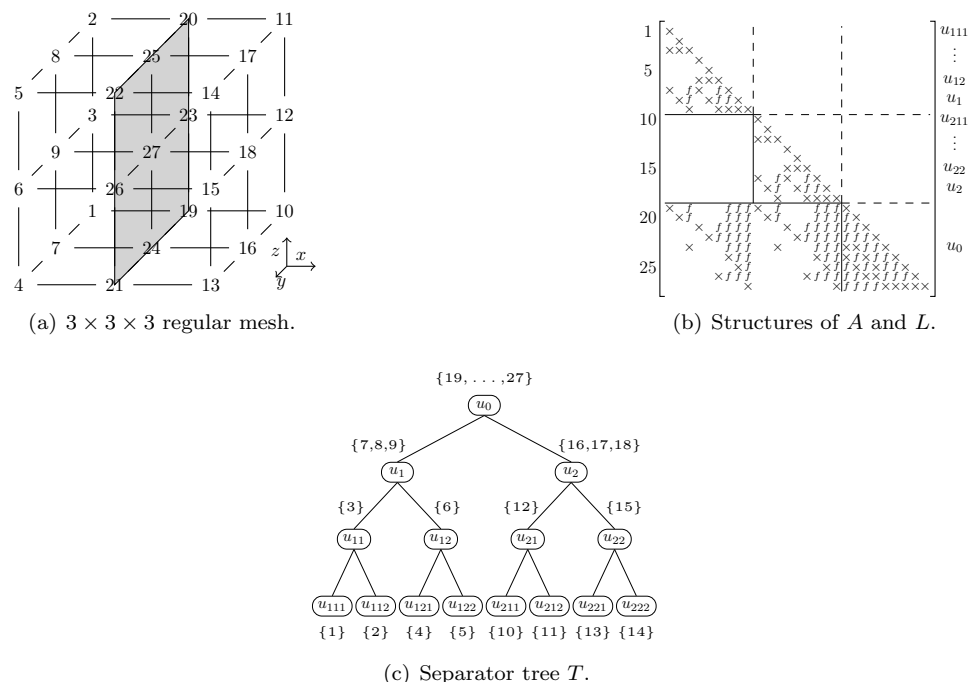 2 20 11
8 25 17
5 22 14
3 23 12
9 27 18
6 26 15
1 19 10
7 24 16
4 21 13
z x
y
(a) 3 × 3 × 3 regular mesh.
1 u111
⋮
5 u12
u1
10 u211
⋮
15 u22
u2
20
u0
25
(b) Structures of A and L.
{19, . . . ,27}
u0
{7,8,9} {16,17,18}
u1 u2
{3} {6} {12} {15}
u11 u12 u21 u22
u111 u112 u121 u122 u211 u212 u221 u222
{1} {2} {4} {5} {10} {11} {13} {14}
(c) Separator tree T.